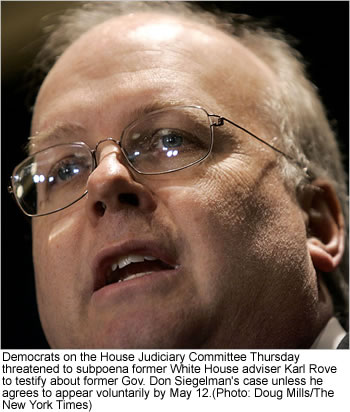 Democrats on the House Judiciary Committee Thursday
threatened to subpoena former White House adviser Karl Rove
to testify about former Gov. Don Siegelman's case unless he
agrees to appear voluntarily by May 12.(Photo: Doug Mills/The
New York Times)